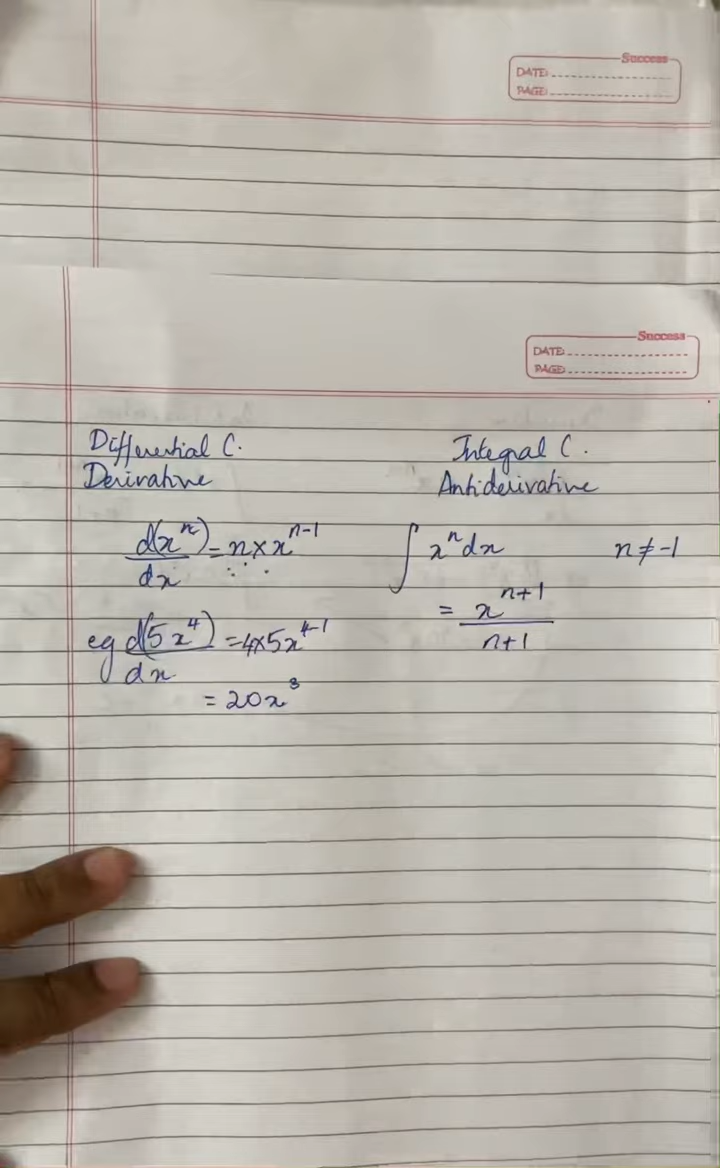 Success
DATE:
PAGE:
Success
DATE:
PAGE:
Differential C.
Derivative
d(xⁿ)/dx = n × xⁿ⁻¹
eg d(5x⁴)/dx = 4×5x⁴⁻¹
= 20x³
Integral C.
Antiderivative
∫ xⁿ dx n ≠ -1
= xⁿ⁺¹/n+1